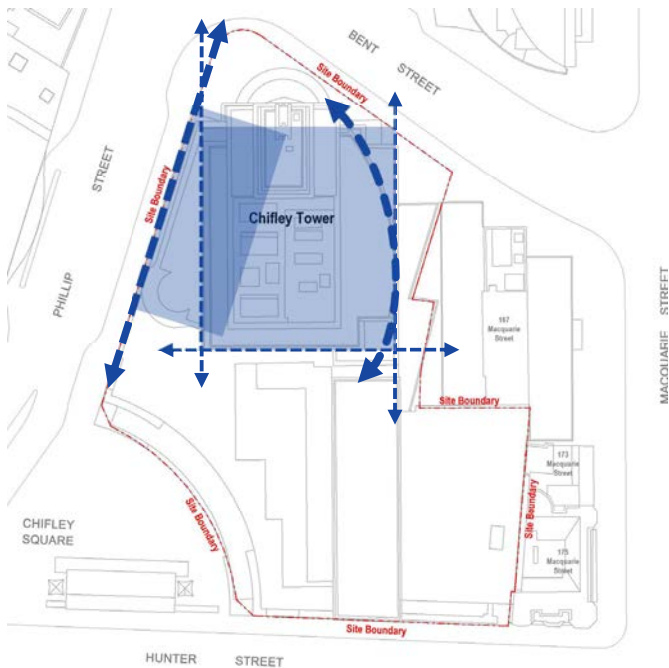 BENT
STREET
Site Boundary
STREET
Site Boundary
PHILLIP
Chifley Tower
MACQUARIE STREET
167
Macquarie
Street
Site Boundary
173
Macquarie
Street
Site Boundary
175
Macquarie
Street
Site Boundary
CHIFLEY
SQUARE
Site Boundary
HUNTER STREET